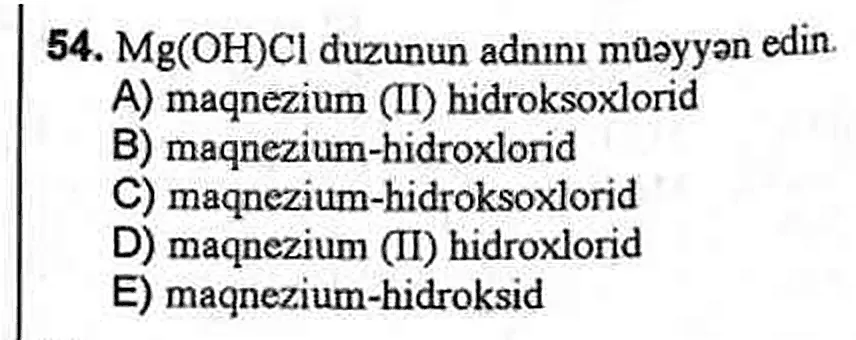 54. Mg(OH)Cl duzunun adnını müəyyən edin.
A) maqnezium (II) hidroksoxlorid
B) maqnezium-hidroxlorid
C) maqnezium-hidroksoxlorid
D) maqnezium (II) hidroxlorid
E) maqnezium-hidroksid